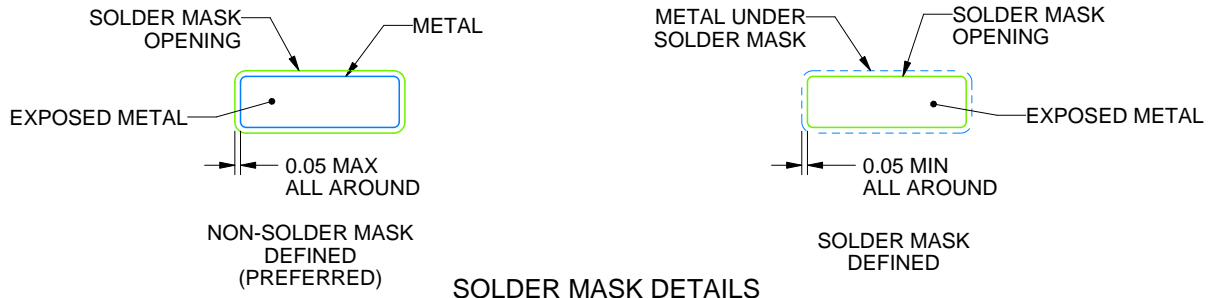 SOLDER MASK
OPENING
METAL
EXPOSED METAL
0.05 MAX
ALL AROUND
NON-SOLDER MASK
DEFINED
(PREFERRED)
METAL UNDER
SOLDER MASK
SOLDER MASK
OPENING
EXPOSED METAL
0.05 MIN
ALL AROUND
SOLDER MASK
DEFINED
SOLDER MASK DETAILS